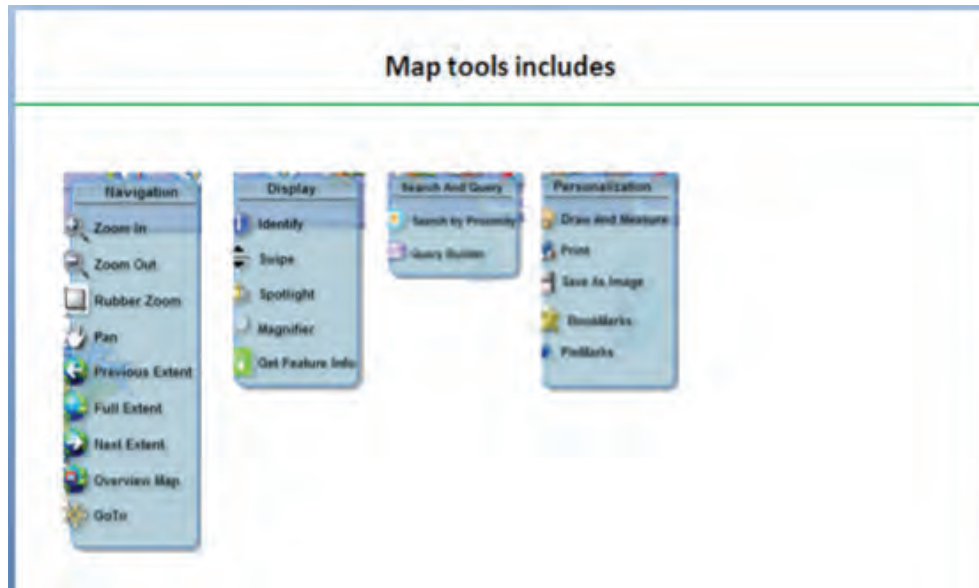 Map tools includes
Navigation
Zoom In
Zoom Out
Rubber Zoom
Pan
Previous Extent
Full Extent
Next Extent
Overview Map
GoTo
Display
Identify
Swipe
Spotlight
Magnifier
Get Feature Info
Search And Query
Search by Proximity
Query Builder
Personalization
Draw And Measure
Print
Save As Image
BookMarks
PinMarks